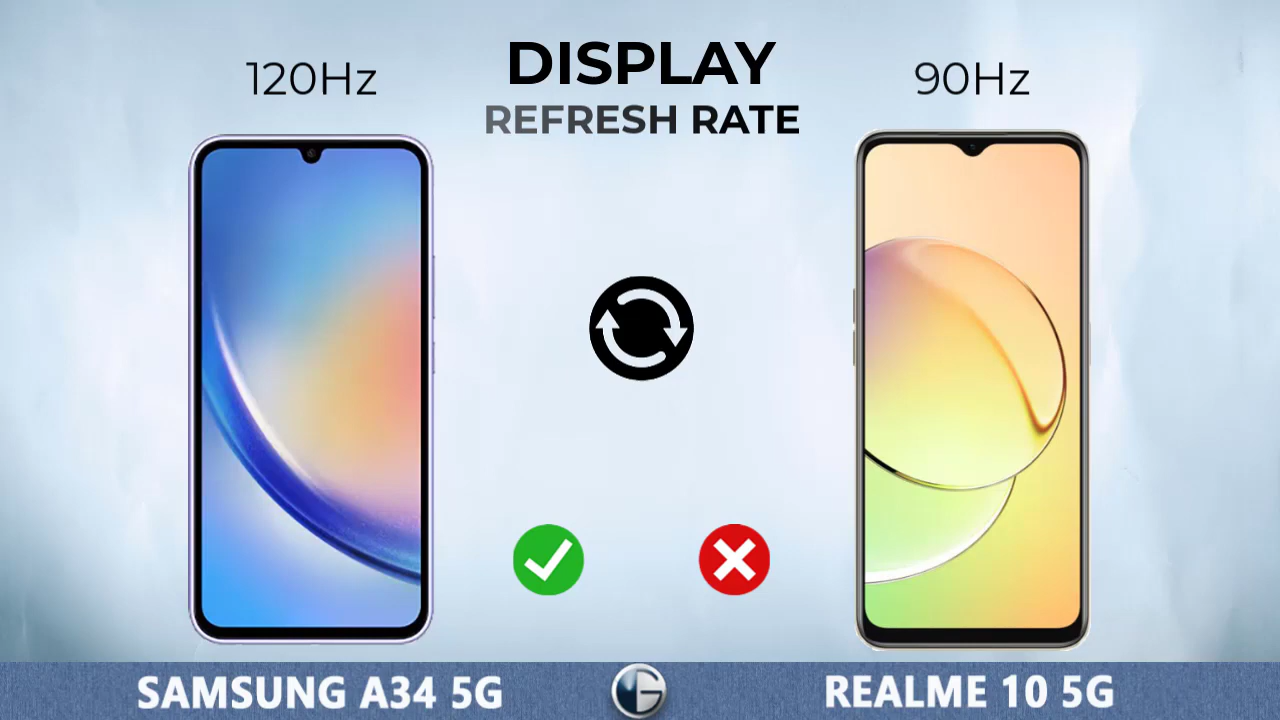 DISPLAY
120Hz
90Hz
REFRESH RATE
SAMSUNG A34 5G
G
REALME 10 5G